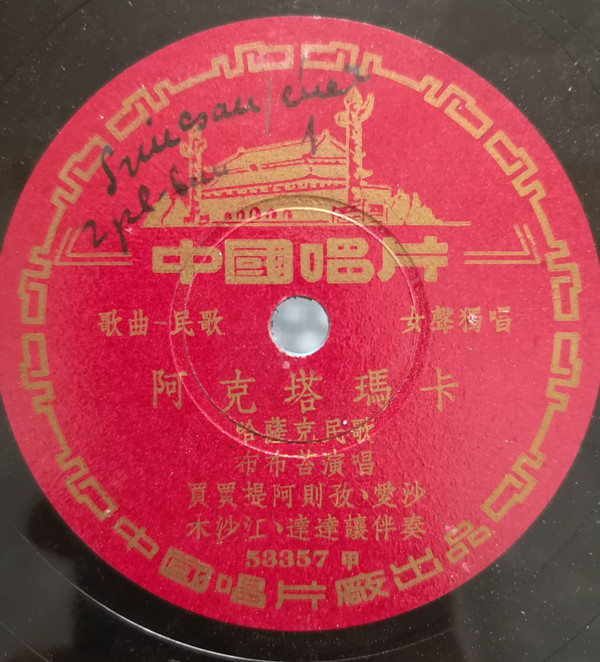 中國唱片
歌曲-民歌
女聲獨唱
阿克塔瑪卡
哈薩克民歌
布布苔演唱
買買提阿則孜、愛沙
木沙江、達達讓伴奏
53357 甲
中國唱片廠出品